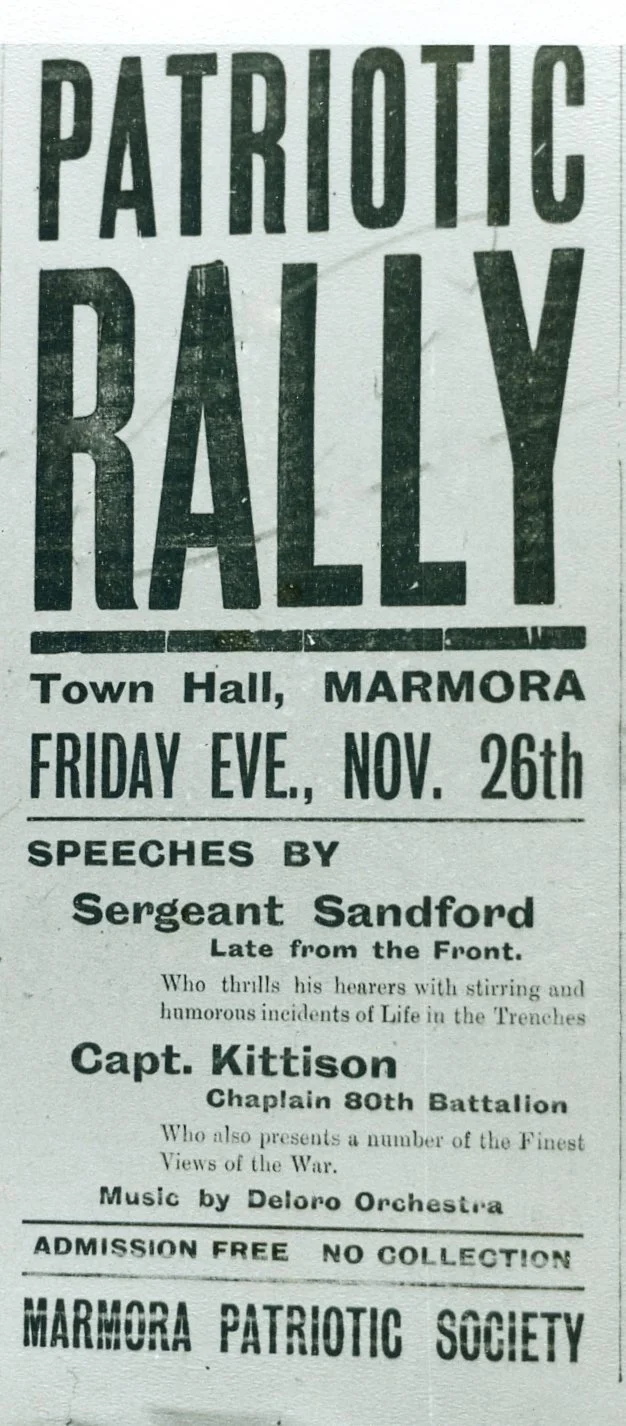 PATRIOTIC
RALLY
Town Hall, MARMORA
FRIDAY EVE., NOV. 26th
SPEECHES BY
Sergeant Sandford
Late from the Front.
Who thrills his hearers with stirring and
humorous incidents of Life in the Trenches
Capt. Kittison
Chaplain 80th Battalion
Who also presents a number of the Finest
Views of the War.
Music by Deloro Orchestra
ADMISSION FREE NO COLLECTION
MARMORA PATRIOTIC SOCIETY